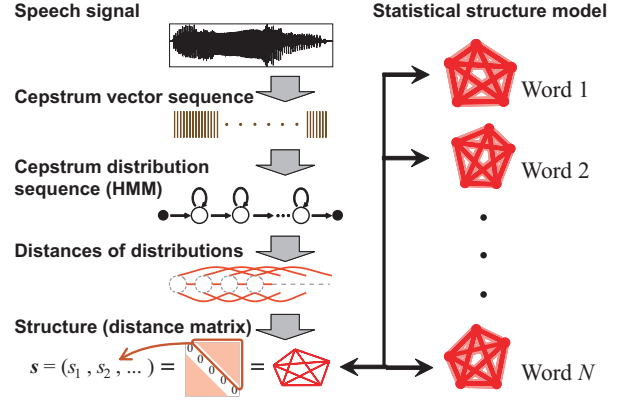 Speech signal
Statistical structure model
Cepstrum vector sequence
Word 1
Cepstrum distribution
sequence (HMM)
Word 2
Distances of distributions
Structure (distance matrix)
s = (s1 , s2 , ... ) = 0 0 0 0 0 =
Word N